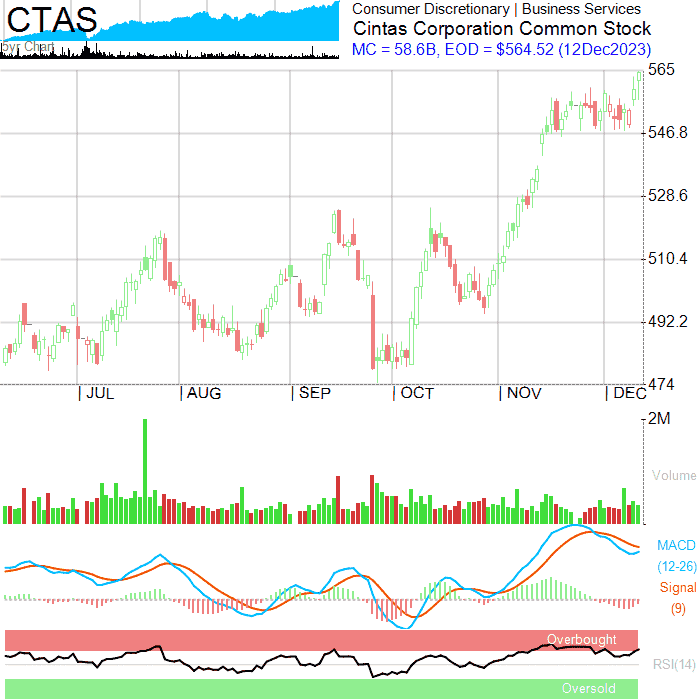 CTAS
5yr Chart
Consumer Discretionary | Business Services
Cintas Corporation Common Stock
MC = 58.6B, EOD = $564.52 (12Dec2023)
565
546.8
528.6
510.4
492.2
474
JUL AUG SEP OCT NOV DEC
2M
Volume
MACD
(12-26)
Signal
(9)
Overbought
RSI(14)
Oversold